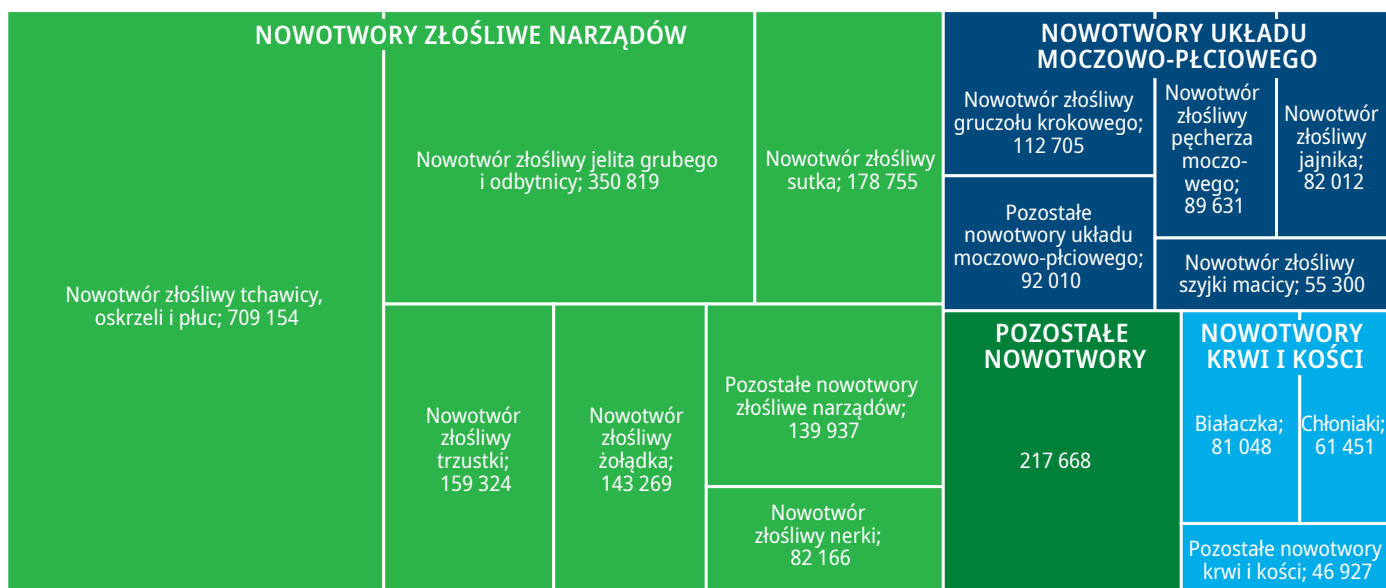 NOWOTWORY ZŁOŚLIWE NARZĄDÓW
Nowotwór złośliwy tchawicy,
oskrzeli i płuc; 709 154
Nowotwór złośliwy jelita grubego
i odbytnicy; 350 819
Nowotwór złośliwy
sutka; 178 755
Nowotwór
złośliwy
trzustki;
159 324
Nowotwór
złośliwy
żołądka;
143 269
Pozostałe nowotwory
złośliwe narządów;
139 937
Nowotwór
złośliwy nerki;
82 166
NOWOTWORY UKŁADU
MOCZOWO-PŁCIOWEGO
Nowotwór złośliwy
gruczołu krokowego;
112 705
Pozostałe
nowotwory układu
moczowo-płciowego;
92 010
Nowotwór
złośliwy
pęcherza
moczo-
wego;
89 631
Nowotwór
złośliwy
jajnika;
82 012
Nowotwór złośliwy
szyjki macicy; 55 300
POZOSTAŁE
NOWOTWORY
217 668
NOWOTWORY
KRWI I KOŚCI
Białaczka;
81 048
Chłoniaki;
61 451
Pozostałe nowotwory
krwi i kości; 46 927